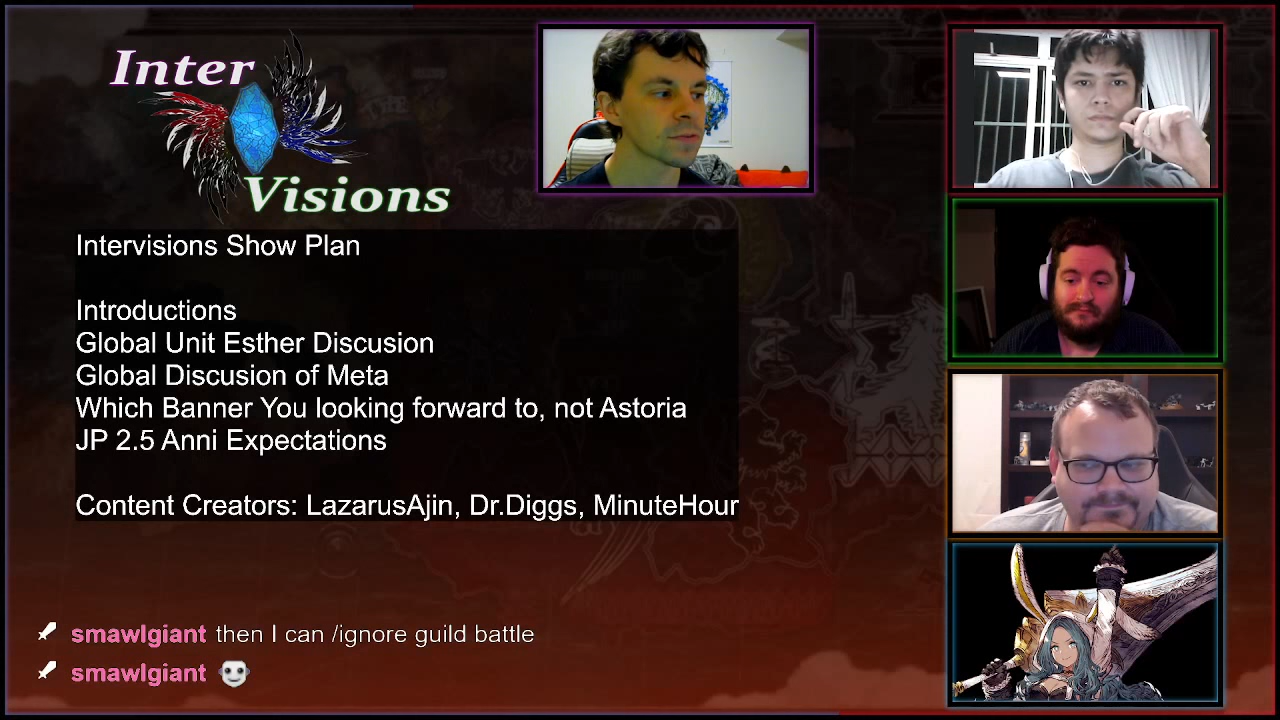 Inter
Visions
Intervisions Show Plan
Introductions
Global Unit Esther Discusion
Global Discusion of Meta
Which Banner You looking forward to, not Astoria
JP 2.5 Anni Expectations
Content Creators: LazarusAjin, Dr.Diggs, MinuteHour
smawlgiant then I can /ignore guild battle
smawlgiant